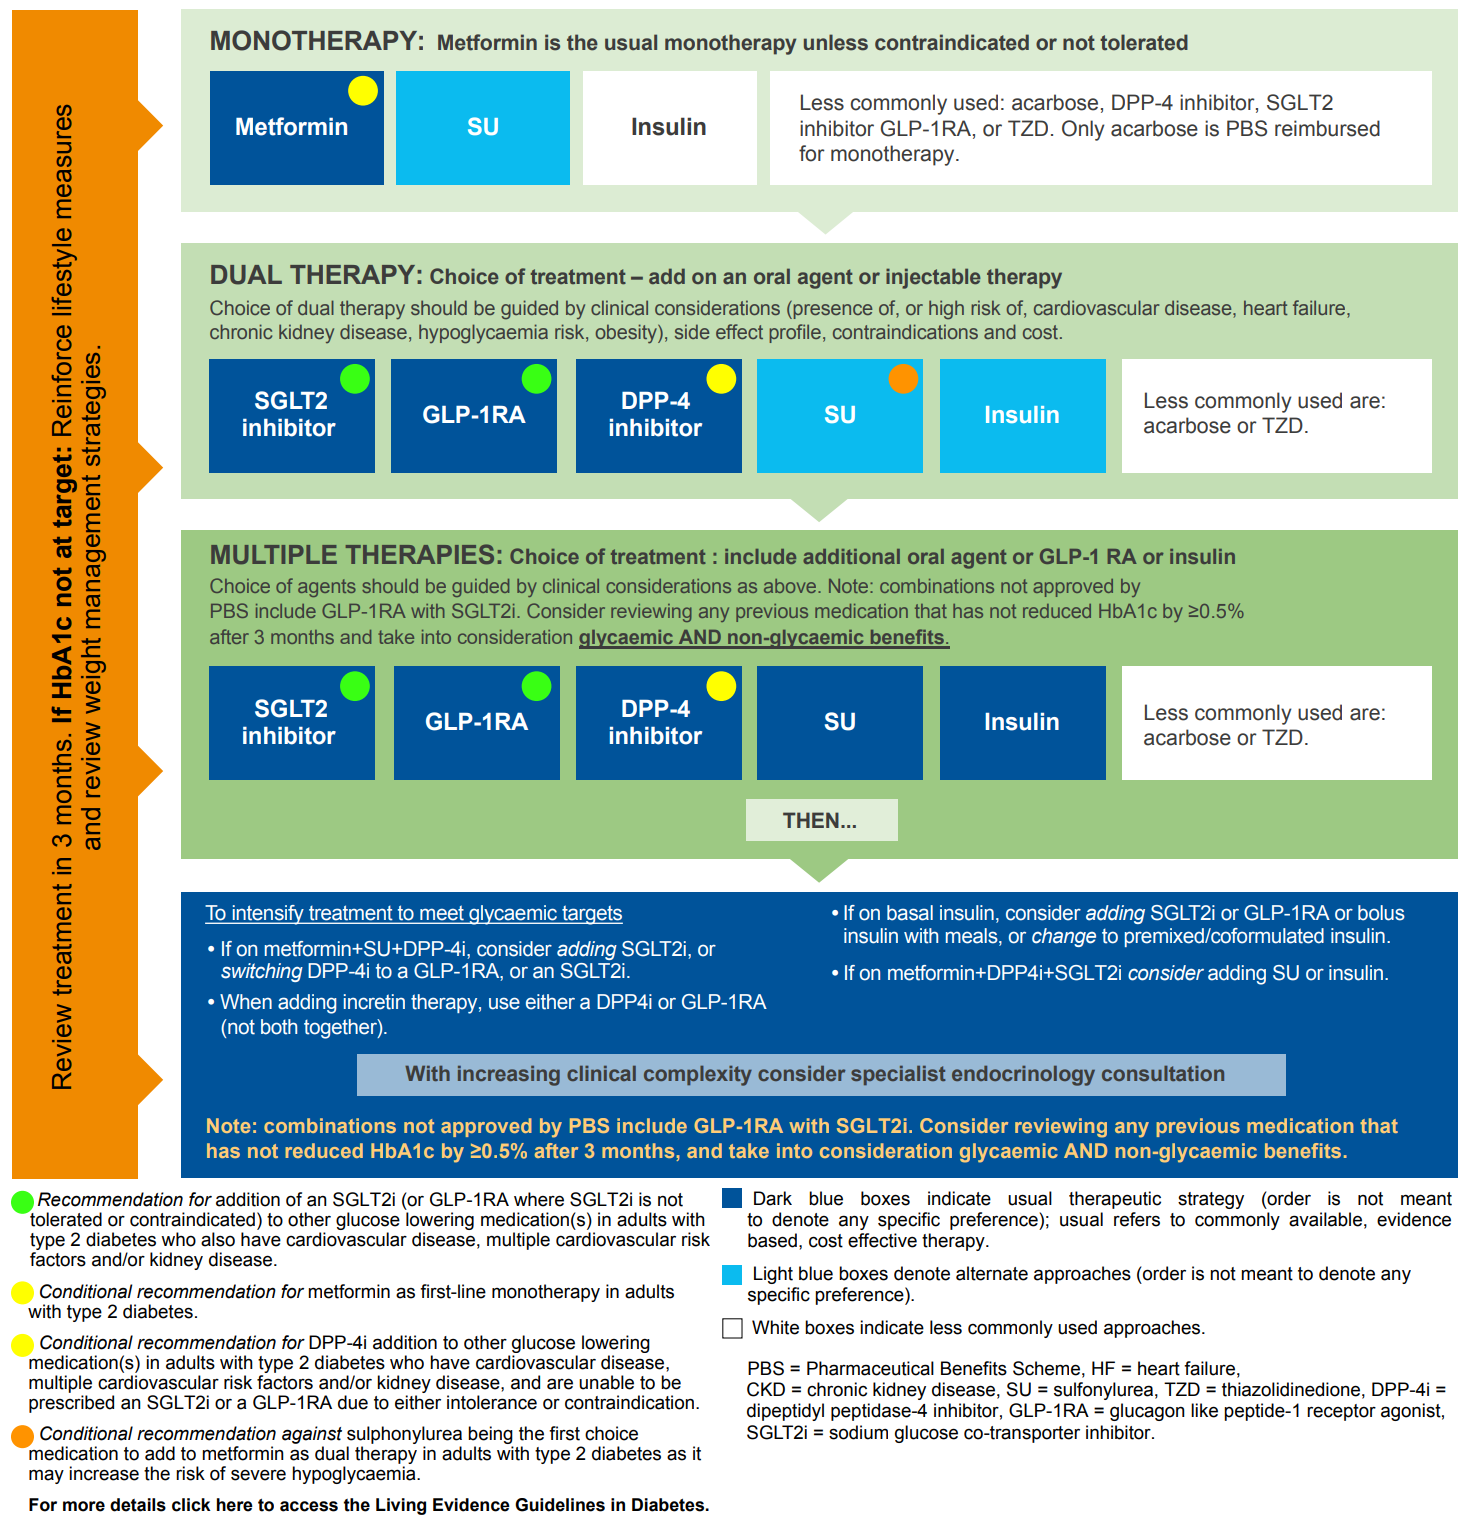 Review treatment in 3 months. If HbA1c not at target: Reinforce lifestyle measures
and review weight management strategies.
MONOTHERAPY: Metformin is the usual monotherapy unless contraindicated or not tolerated
Metformin
SU
Insulin
Less commonly used: acarbose, DPP-4 inhibitor, SGLT2
inhibitor GLP-1RA, or TZD. Only acarbose is PBS reimbursed
for monotherapy.
DUAL THERAPY: Choice of treatment – add on an oral agent or injectable therapy
Choice of dual therapy should be guided by clinical considerations (presence of, or high risk of, cardiovascular disease, heart failure,
chronic kidney disease, hypoglycaemia risk, obesity), side effect profile, contraindications and cost.
SGLT2
inhibitor
GLP-1RA
DPP-4
inhibitor
SU
Insulin
Less commonly used are:
acarbose or TZD.
MULTIPLE THERAPIES: Choice of treatment : include additional oral agent or GLP-1 RA or insulin
Choice of agents should be guided by clinical considerations as above. Note: combinations not approved by
PBS include GLP-1RA with SGLT2i. Consider reviewing any previous medication that has not reduced HbA1c by ≥0.5%
after 3 months and take into consideration glycaemic AND non-glycaemic benefits.
SGLT2
inhibitor
GLP-1RA
DPP-4
inhibitor
SU
Insulin
Less commonly used are:
acarbose or TZD.
THEN...
To intensify treatment to meet glycaemic targets
• If on metformin+SU+DPP-4i, consider adding SGLT2i, or
switching DPP-4i to a GLP-1RA, or an SGLT2i.
• When adding incretin therapy, use either a DPP4i or GLP-1RA
(not both together).
• If on basal insulin, consider adding SGLT2i or GLP-1RA or bolus
insulin with meals, or change to premixed/coformulated insulin.
• If on metformin+DPP4i+SGLT2i consider adding SU or insulin.
With increasing clinical complexity consider specialist endocrinology consultation
Note: combinations not approved by PBS include GLP-1RA with SGLT2i. Consider reviewing any previous medication that
has not reduced HbA1c by ≥0.5% after 3 months, and take into consideration glycaemic AND non-glycaemic benefits.
Recommendation for addition of an SGLT2i (or GLP-1RA where SGLT2i is not
tolerated or contraindicated) to other glucose lowering medication(s) in adults with
type 2 diabetes who also have cardiovascular disease, multiple cardiovascular risk
factors and/or kidney disease.
Conditional recommendation for metformin as first-line monotherapy in adults
with type 2 diabetes.
Conditional recommendation for DPP-4i addition to other glucose lowering
medication(s) in adults with type 2 diabetes who have cardiovascular disease,
multiple cardiovascular risk factors and/or kidney disease, and are unable to be
prescribed an SGLT2i or a GLP-1RA due to either intolerance or contraindication.
Conditional recommendation against sulphonylurea being the first choice
medication to add to metformin as dual therapy in adults with type 2 diabetes as it
may increase the risk of severe hypoglycaemia.
For more details click here to access the Living Evidence Guidelines in Diabetes.
Dark blue boxes indicate usual therapeutic strategy (order is not meant
to denote any specific preference); usual refers to commonly available, evidence
based, cost effective therapy.
Light blue boxes denote alternate approaches (order is not meant to denote any
specific preference).
White boxes indicate less commonly used approaches.
PBS = Pharmaceutical Benefits Scheme, HF = heart failure,
CKD = chronic kidney disease, SU = sulfonylurea, TZD = thiazolidinedione, DPP-4i =
dipeptidyl peptidase-4 inhibitor, GLP-1RA = glucagon like peptide-1 receptor agonist,
SGLT2i = sodium glucose co-transporter inhibitor.